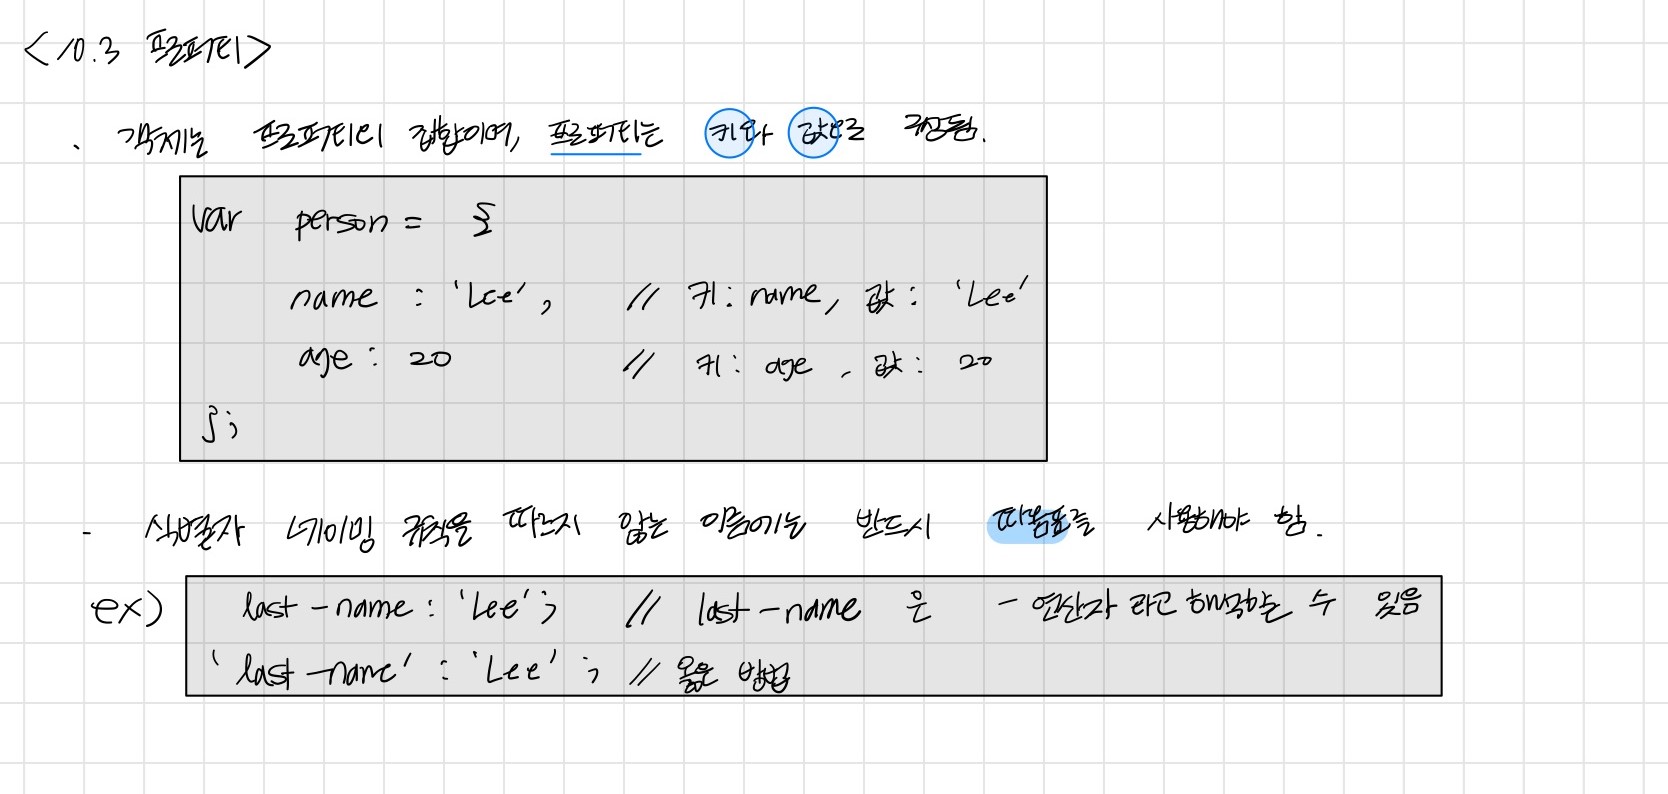 <10.3 프로퍼티>
· 객체는 프로퍼티의 집합이며, 프로퍼티는 키와 값으로 구성됨.
var person = {
name : 'Lee', // 키 : name, 값 : 'Lee'
age : 20 // 키 : age, 값 : 20
};
- 식별자 네이밍 규칙을 따르지 않는 이름에는 반드시 따옴표를 사용해야 함.
ex) last-name : 'Lee'; // last-name 은 - 연산자 라고 해석하는 수 있음
'last-name' : 'Lee' ; // 옳은 방법